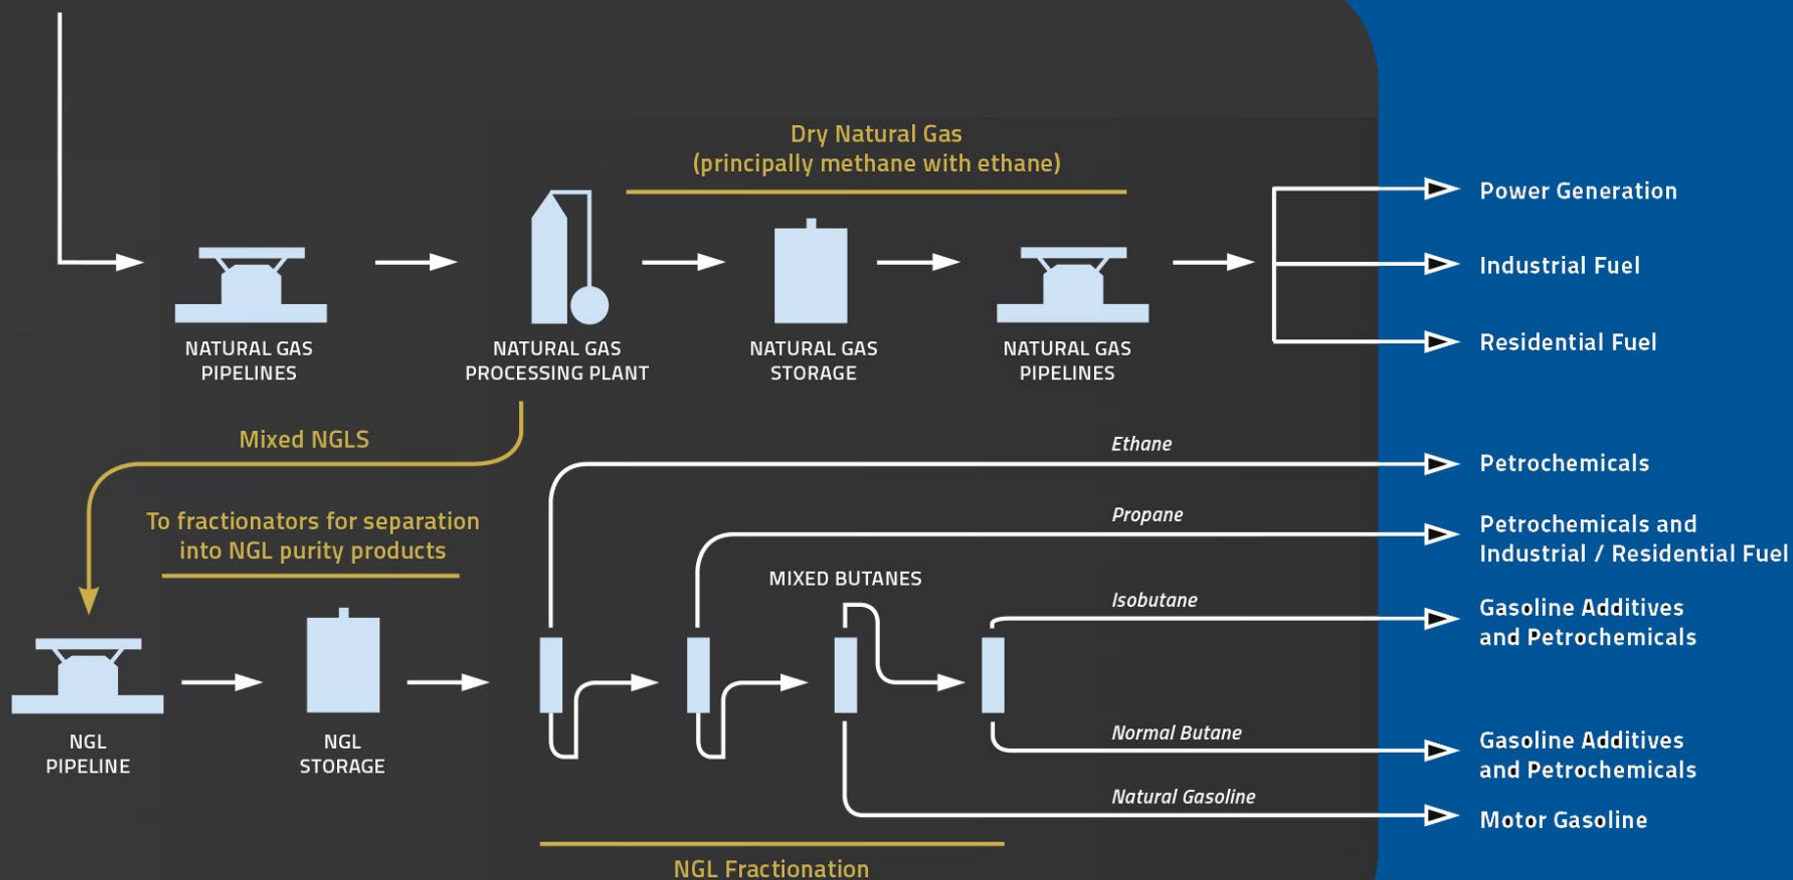 Dry Natural Gas
(principally methane with ethane)
Power Generation
Industrial Fuel
Residential Fuel
NATURAL GAS
PIPELINES
NATURAL GAS
PROCESSING PLANT
NATURAL GAS
STORAGE
NATURAL GAS
PIPELINES
Mixed NGLS
Ethane
Petrochemicals
To fractionators for separation
into NGL purity products
Propane
Petrochemicals and
Industrial / Residential Fuel
MIXED BUTANES
Isobutane
Gasoline Additives
and Petrochemicals
NGL
PIPELINE
NGL
STORAGE
Normal Butane
Gasoline Additives
and Petrochemicals
Natural Gasoline
Motor Gasoline
NGL Fractionation